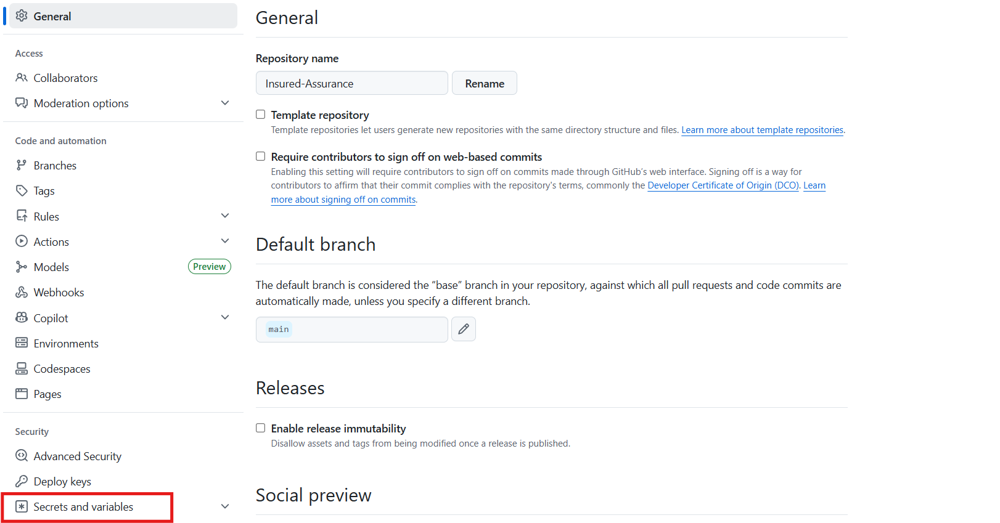 General
Access
Collaborators
Moderation options
Code and automation
Branches
Tags
Rules
Actions
Models Preview
Webhooks
Copilot
Environments
Codespaces
Pages
Security
Advanced Security
Deploy keys
Secrets and variables
General
Repository name
Insured-Assurance Rename
Template repository
Template repositories let users generate new repositories with the same directory structure and files. Learn more about template repositories.
Require contributors to sign off on web-based commits
Enabling this setting will require contributors to sign off on commits made through GitHub's web interface. Signing off is a way for
contributors to affirm that their commit complies with the repository's terms, commonly the Developer Certificate of Origin (DCO). Learn
more about signing off on commits.
Default branch
The default branch is considered the “base” branch in your repository, against which all pull requests and code commits are
automatically made, unless you specify a different branch.
main
Releases
Enable release immutability
Disallow assets and tags from being modified once a release is published.
Social preview